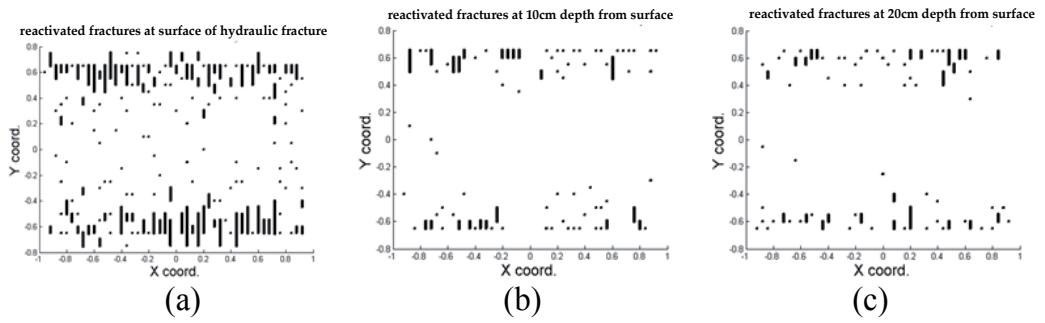 reactivated fractures at surface of hydraulic fracture
reactivated fractures at 10cm depth from surface
reactivated fractures at 20cm depth from surface
0.8
0.6
0.4
0.2
0
-0.2
-0.4
-0.6
-0.8
Y coord.
-1 -0.8 -0.6 -0.4 -0.2 0 0.2 0.4 0.6 0.8 1
X coord.
(a)
0.8
0.6
0.4
0.2
0
-0.2
-0.4
-0.6
-0.8
Y coord.
-1 -0.8 -0.6 -0.4 -0.2 0 0.2 0.4 0.6 0.8 1
X coord.
(b)
0.8
0.6
0.4
0.2
0
-0.2
-0.4
-0.6
-0.8
Y coord.
-1 -0.8 -0.6 -0.4 -0.2 0 0.2 0.4 0.6 0.8 1
X coord.
(c)